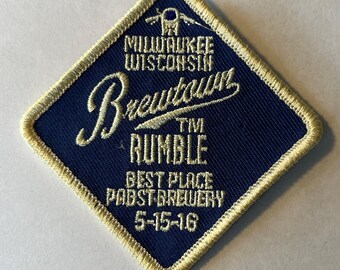 MILWAUKEE
WISCONSIN
Brewtown
TM
RUMBLE
BEST PLACE
PABST BREWERY
5-15-16